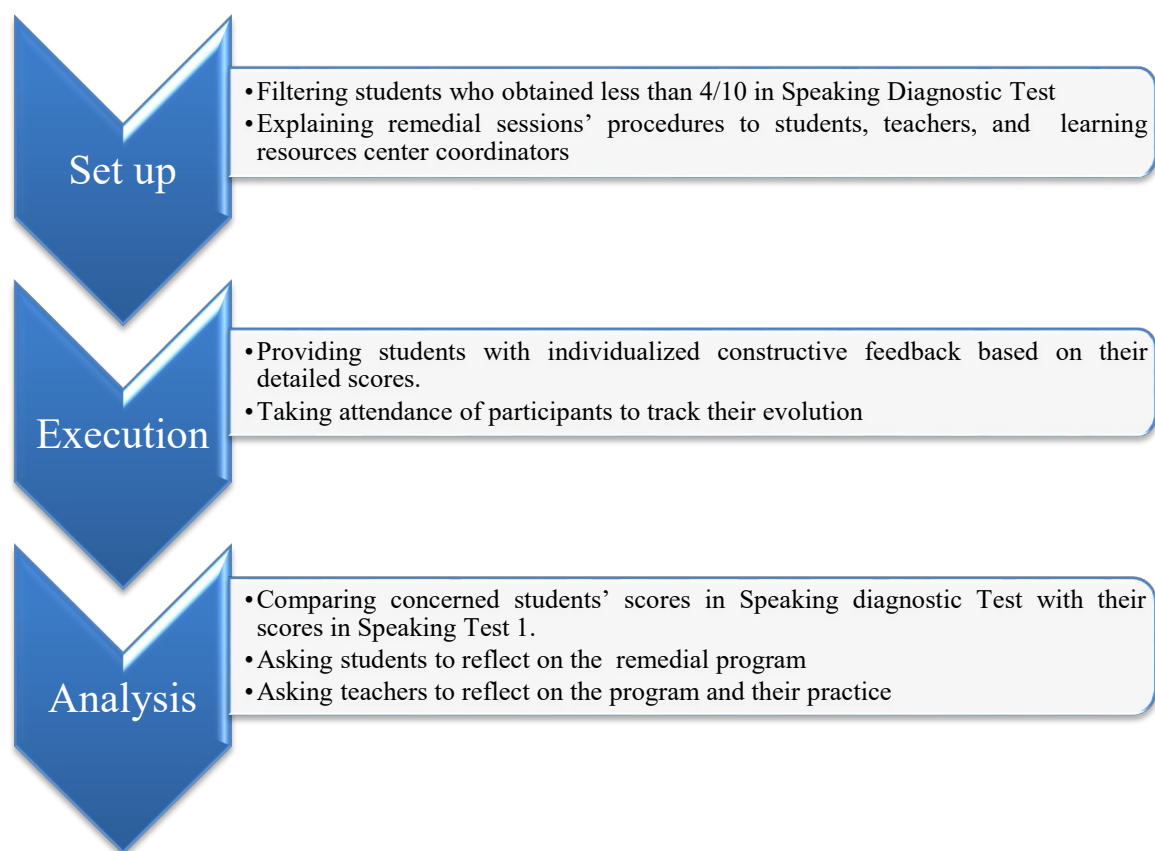 Set up
•Filtering students who obtained less than 4/10 in Speaking Diagnostic Test
•Explaining remedial sessions’ procedures to students, teachers, and learning
resources center coordinators
Execution
•Providing students with individualized constructive feedback based on their
detailed scores.
•Taking attendance of participants to track their evolution
Analysis
•Comparing concerned students’ scores in Speaking diagnostic Test with their
scores in Speaking Test 1.
•Asking students to reflect on the remedial program
•Asking teachers to reflect on the program and their practice